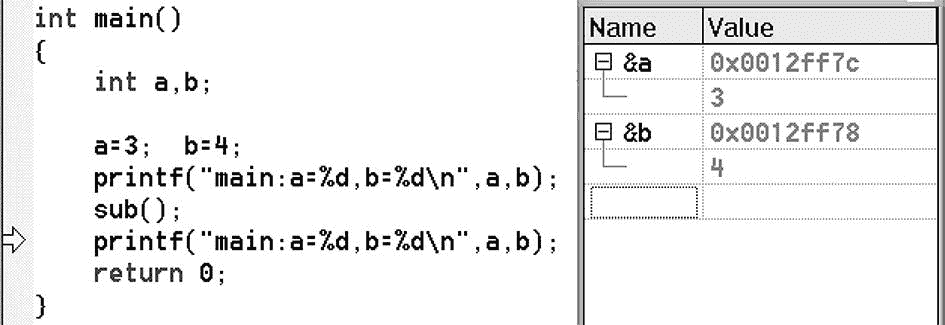 int main()
{
int a,b;
a=3;  b=4;
printf("main:a=%d,b=%d\n",a,b);
sub();
printf("main:a=%d,b=%d\n",a,b);
return 0;
}
Name Value
&a 0x0012ff7c
3
&b 0x0012ff78
4